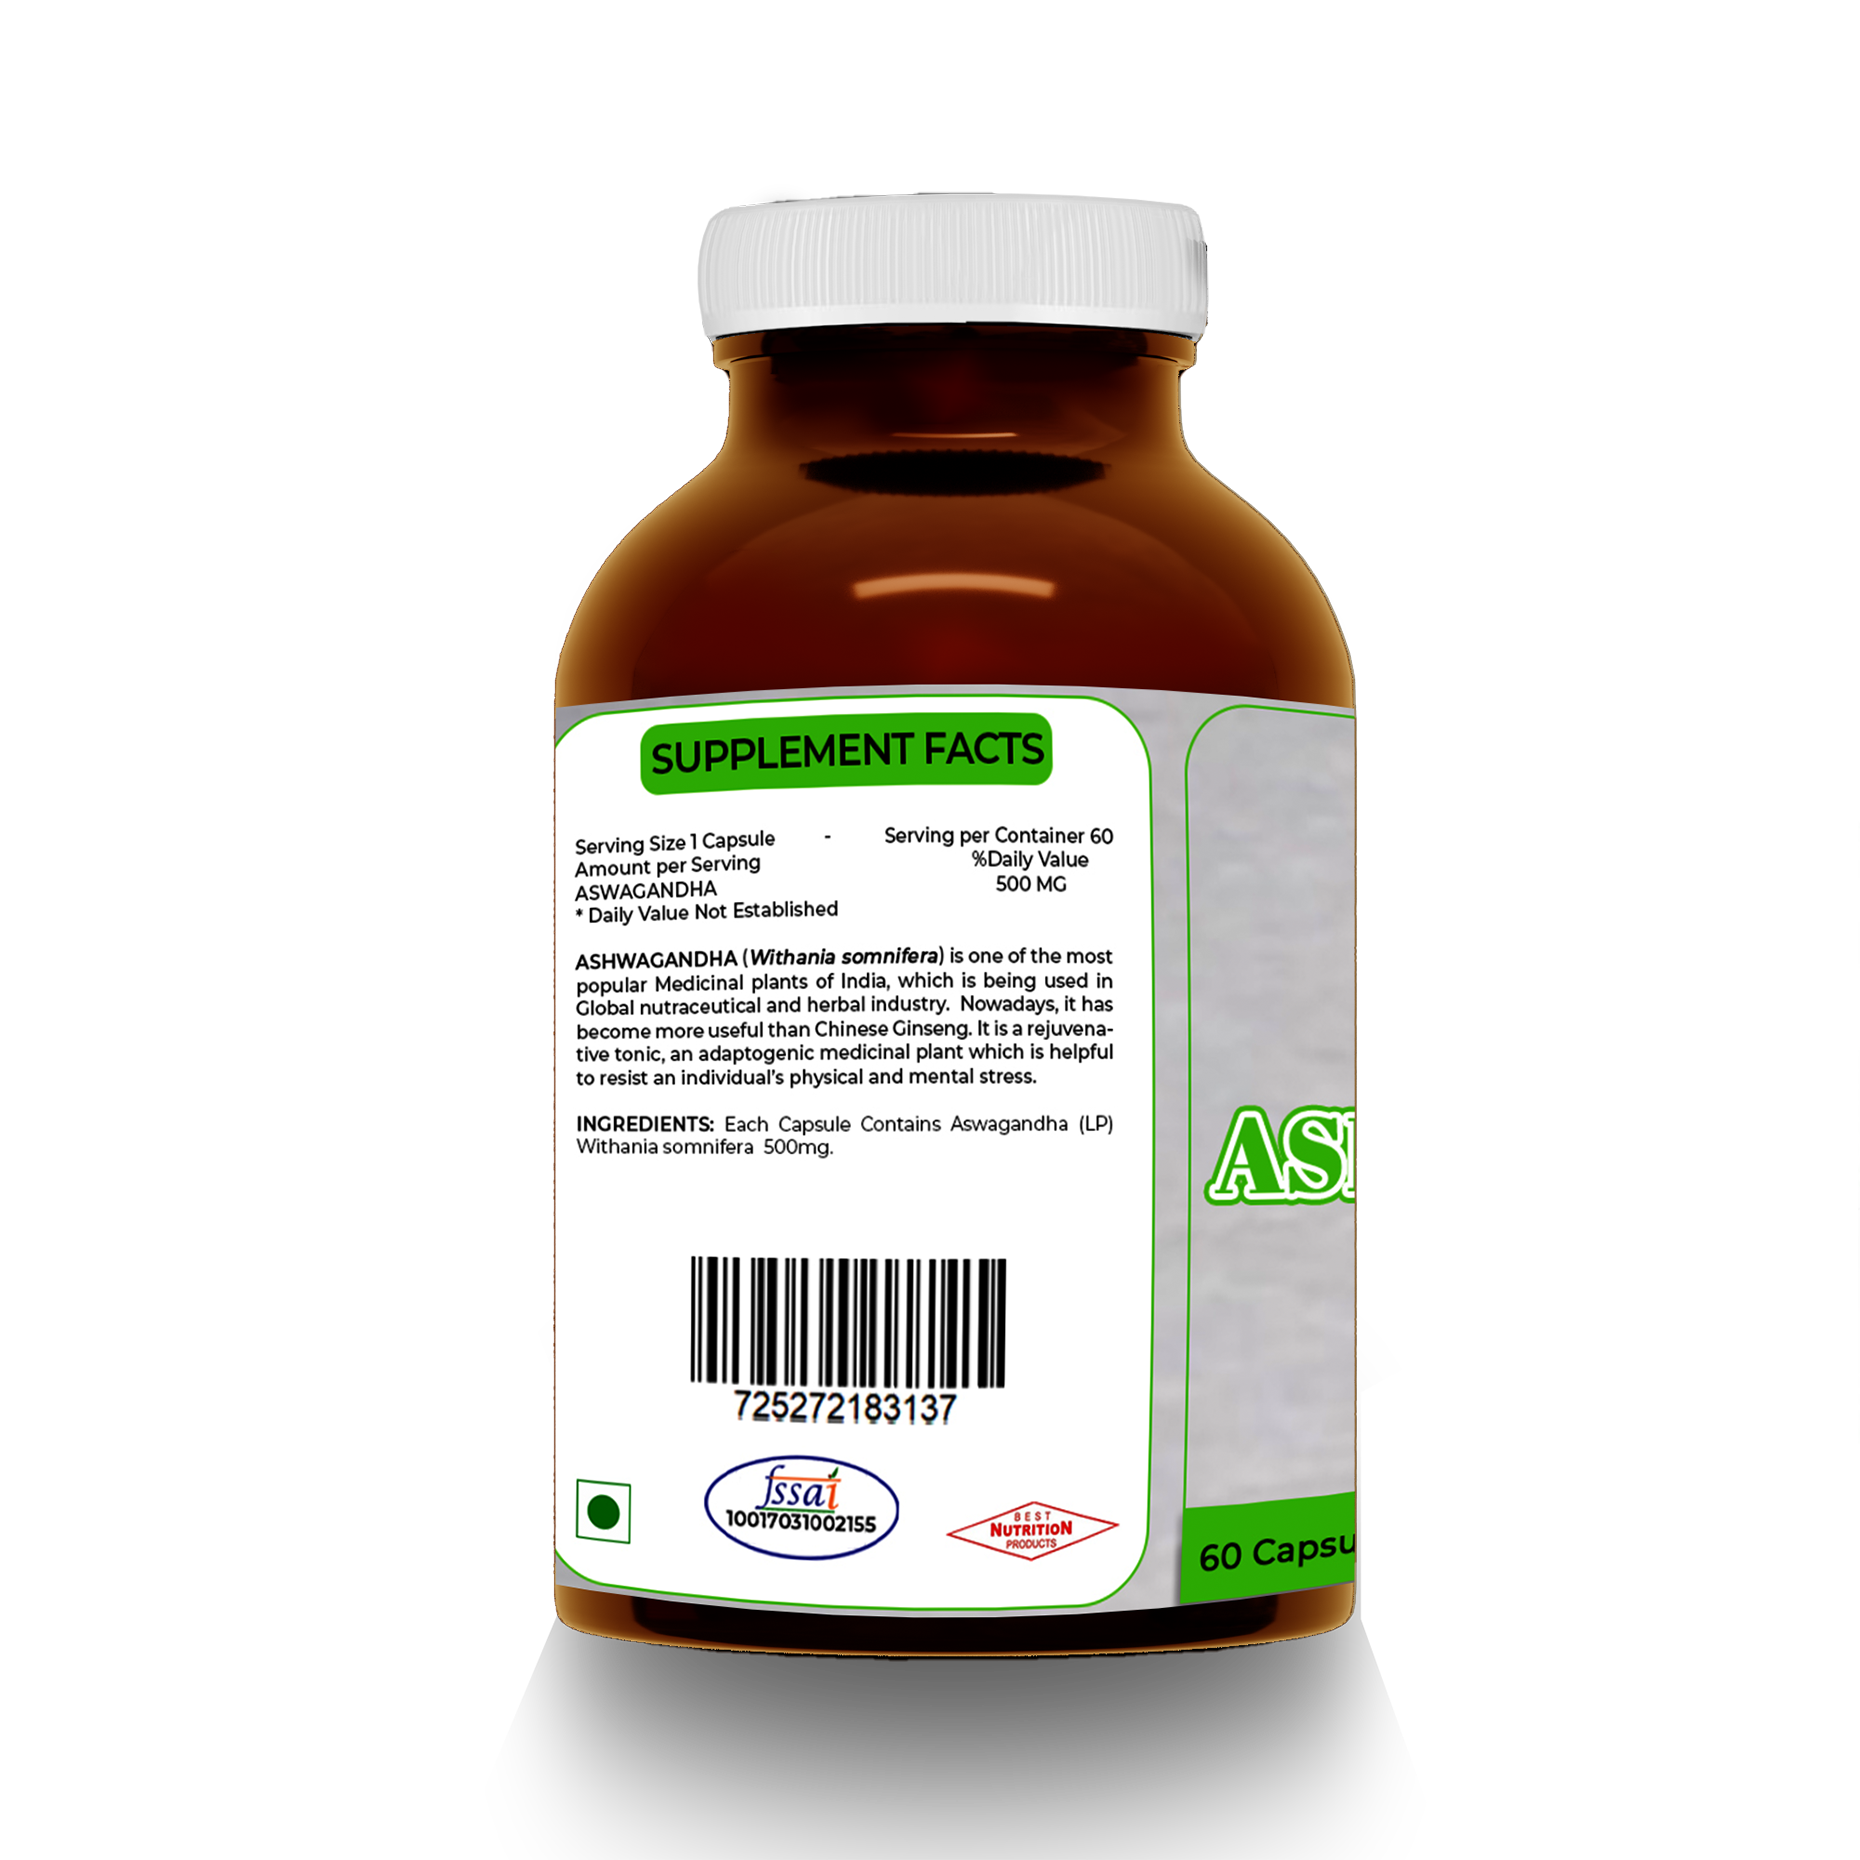 SUPPLEMENT FACTS
Serving Size 1 Capsule - Serving per Container 60
Amount per Serving %Daily Value
ASWAGANDHA 500 MG
* Daily Value Not Established
ASHWAGANDHA (Withania somnifera) is one of the most
popular Medicinal plants of India, which is being used in
Global nutraceutical and herbal industry. Nowadays, it has
become more useful than Chinese Ginseng. It is a rejuvena-
tive tonic, an adaptogenic medicinal plant which is helpful
to resist an individual's physical and mental stress.
INGREDIENTS: Each Capsule Contains Aswagandha (LP)
Withania somnifera 500mg.
725272183137
fssai
10017031002155
BEST
NUTRITION
PRODUCTS
60 Capsu